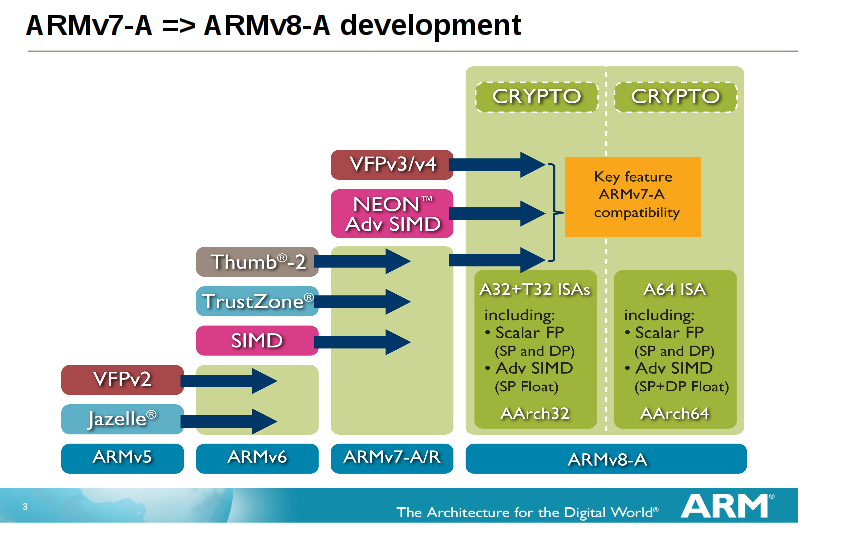 ARMv7-A => ARMv8-A development
CRYPTO
CRYPTO
VFPv3/v4
NEON™
Adv SIMD
Key feature
ARMv7-A
compatibility
Thumb®-2
TrustZone®
SIMD
A32+T32 ISAs
including:
• Scalar FP
(SP and DP)
• Adv SIMD
(SP Float)
AArch32
A64 ISA
including:
• Scalar FP
(SP and DP)
• Adv SIMD
(SP+DP Float)
AArch64
VFPv2
Jazelle®
ARMv5
ARMv6
ARMv7-A/R
ARMv8-A
3
The Architecture for the Digital World®
ARM®